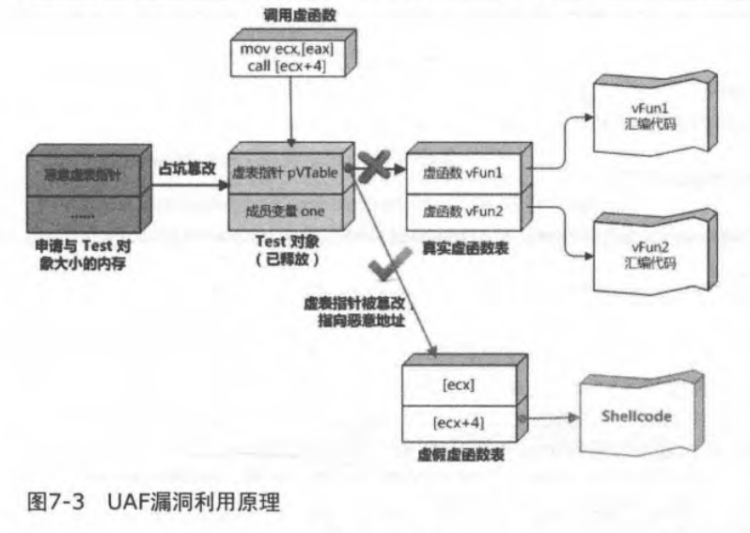 调用虚函数
mov ecx,[eax]
call [ecx+4]
vFun1
汇编代码
恶意虚表指针
占坑篡改
虚表指针 pVTable
虚函数 vFun1
......
成员变量 one
虚函数 vFun2
申请与 Test 对
象大小的内存
Test 对象
(已释放)
真实虚函数表
vFun2
汇编代码
虚表指针被篡改,
指向恶意地址
[ecx]
[ecx+4]
Shellcode
虚假虚函数表
图7-3 UAF漏洞利用原理